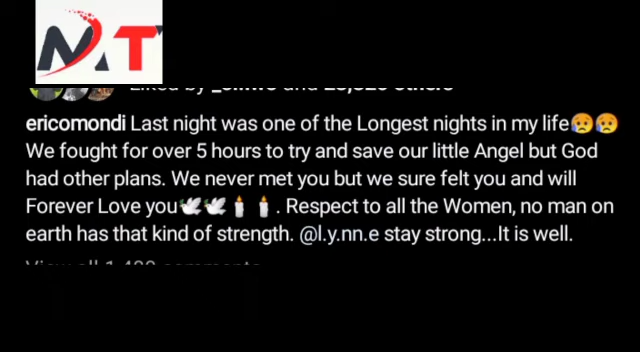 MT
ericomondi Last night was one of the Longest nights in my life😥😥
We fought for over 5 hours to try and save our little Angel but God
had other plans. We never met you but we sure felt you and will
Forever Love you🕊️🕊️🕯️🕯️. Respect to all the Women, no man on
earth has that kind of strength. @l.y.nn.e stay strong...It is well.